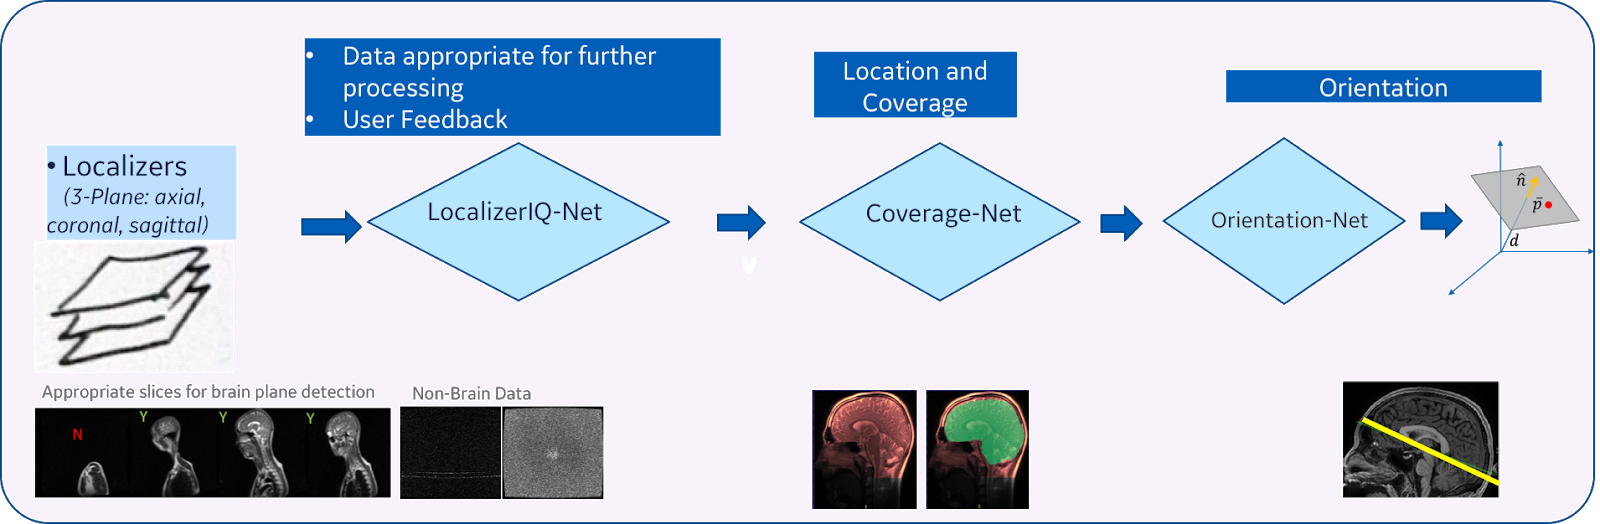 • Data appropriate for further
processing
• User Feedback
Location and
Coverage
Orientation
• Localizers
(3-Plane: axial,
coronal, sagittal)
LocalizerIQ-Net
Coverage-Net
Orientation-Net
n̂
p̄
d
Appropriate slices for brain plane detection
Non-Brain Data
N
Y
Y
Y